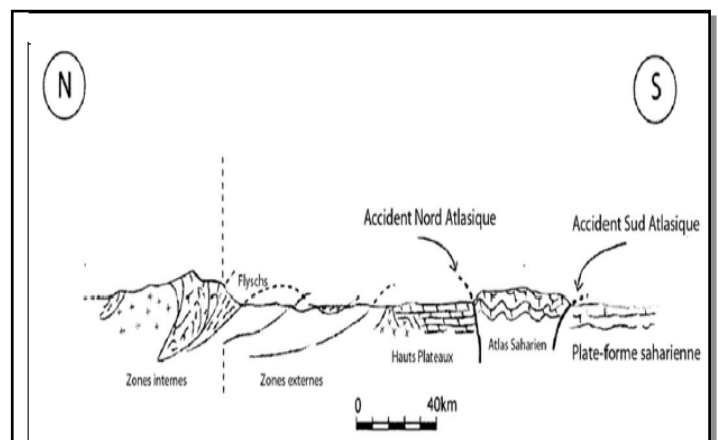 N
S
Accident Nord Atlasique
Accident Sud Atlasique
Flyschs
Hauts Plateaux
Atlas Saharien
Plate-forme saharienne
Zones internes
Zones externes
0 40km